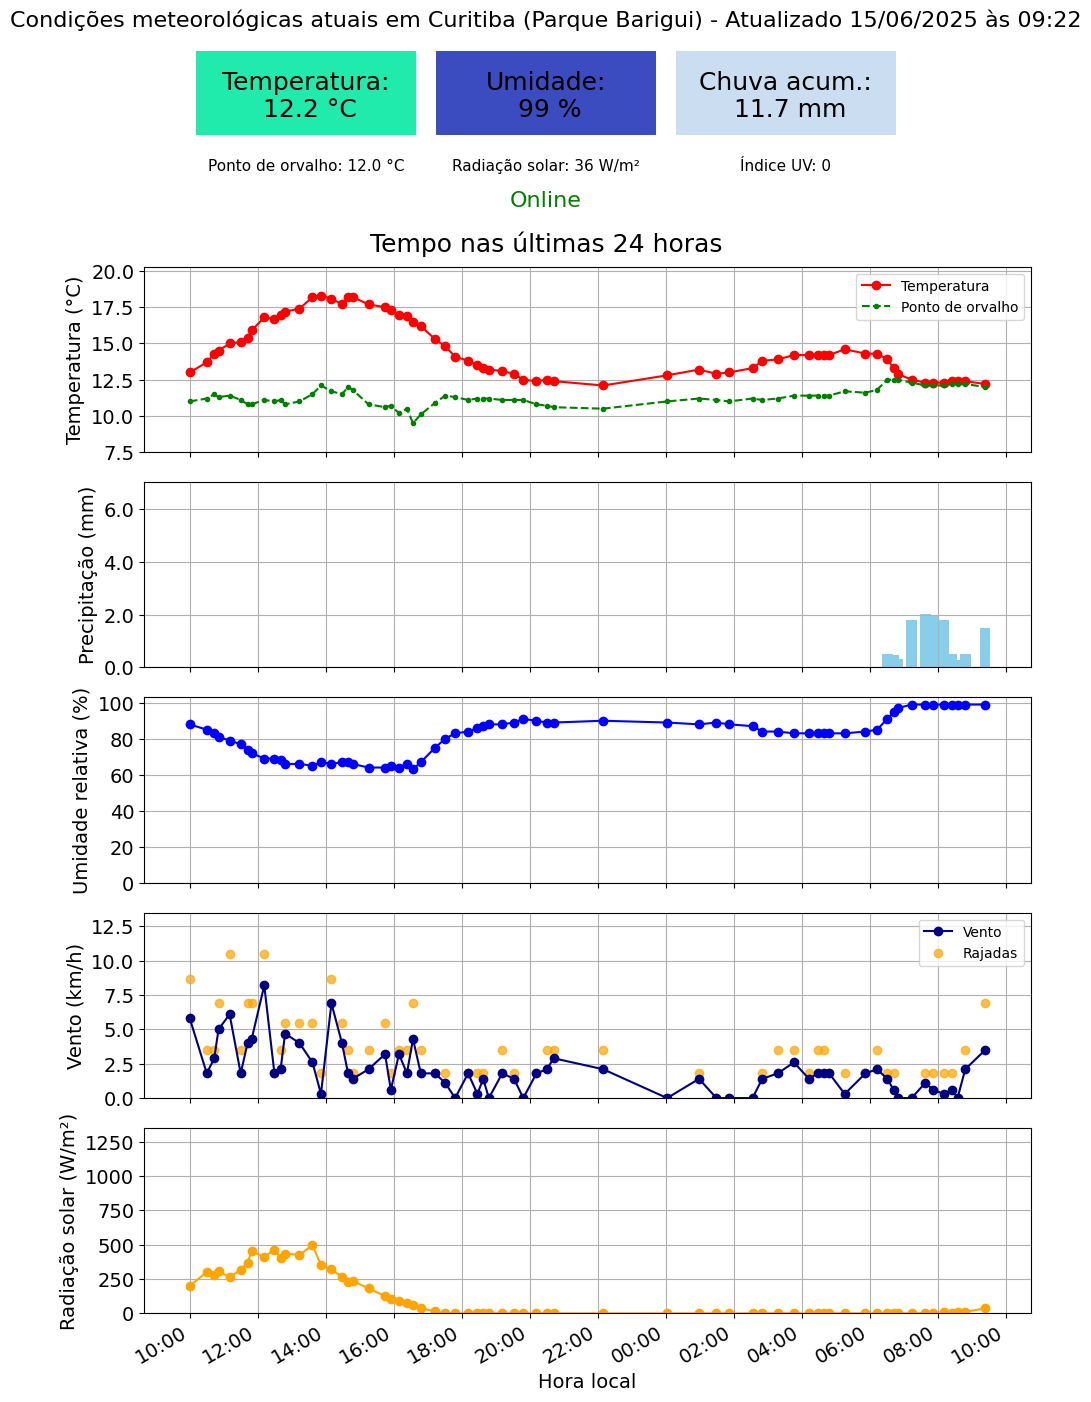 Condições meteorológicas atuais em Curitiba (Parque Barigui) - Atualizado 15/06/2025 às 09:22
Temperatura:
12.2 °C
Umidade:
99 %
Chuva acum.:
11.7 mm
Ponto de orvalho: 12.0 °C
Radiação solar: 36 W/m²
Índice UV: 0
Online
Tempo nas últimas 24 horas
Temperatura (°C)
20.0
17.5
15.0
12.5
10.0
7.5
Temperatura
Ponto de orvalho
Precipitação (mm)
6.0
4.0
2.0
0.0
Umidade relativa (%)
100
80
60
40
20
0
Vento (km/h)
12.5
10.0
7.5
5.0
2.5
0.0
Vento
Rajadas
Radiação solar (W/m²)
1250
1000
750
500
250
0
10:00
12:00
14:00
16:00
18:00
20:00
22:00
00:00
02:00
04:00
06:00
08:00
10:00
Hora local